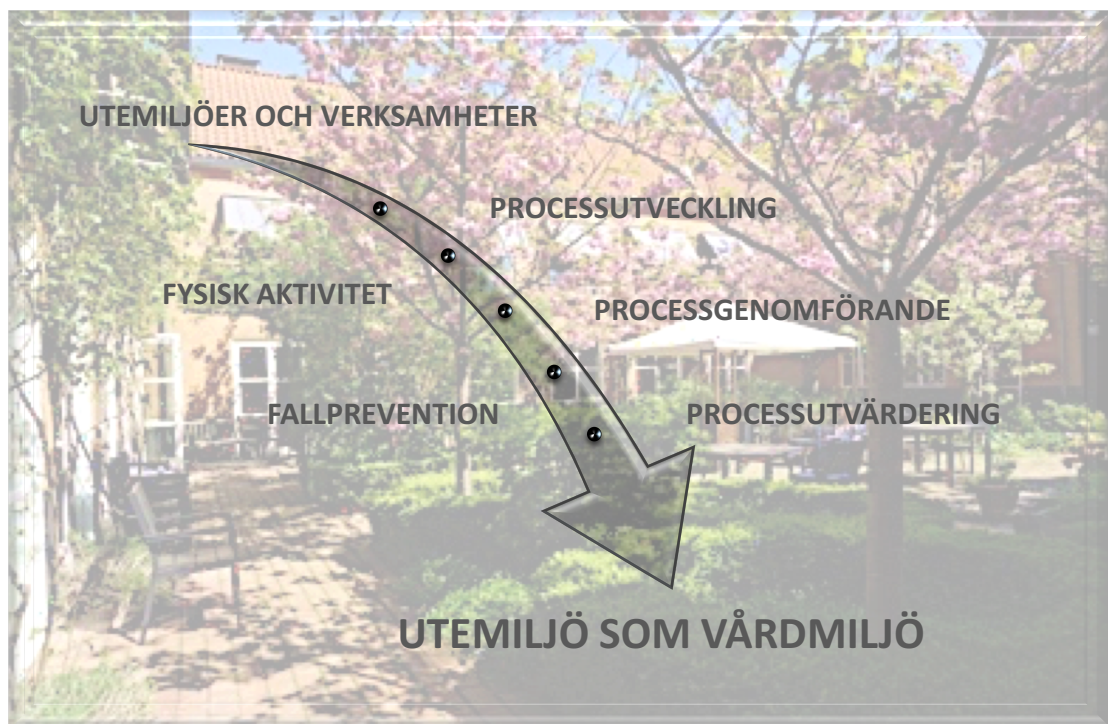 UTEMILJÖER OCH VERKSAMHETER
PROCESSUTVECKLING
FYSISK AKTIVITET
PROCESSGENOMFÖRANDE
FALLPREVENTION
PROCESSUTVÄRDERING
UTEMILJÖ SOM VÅRDMILJÖ